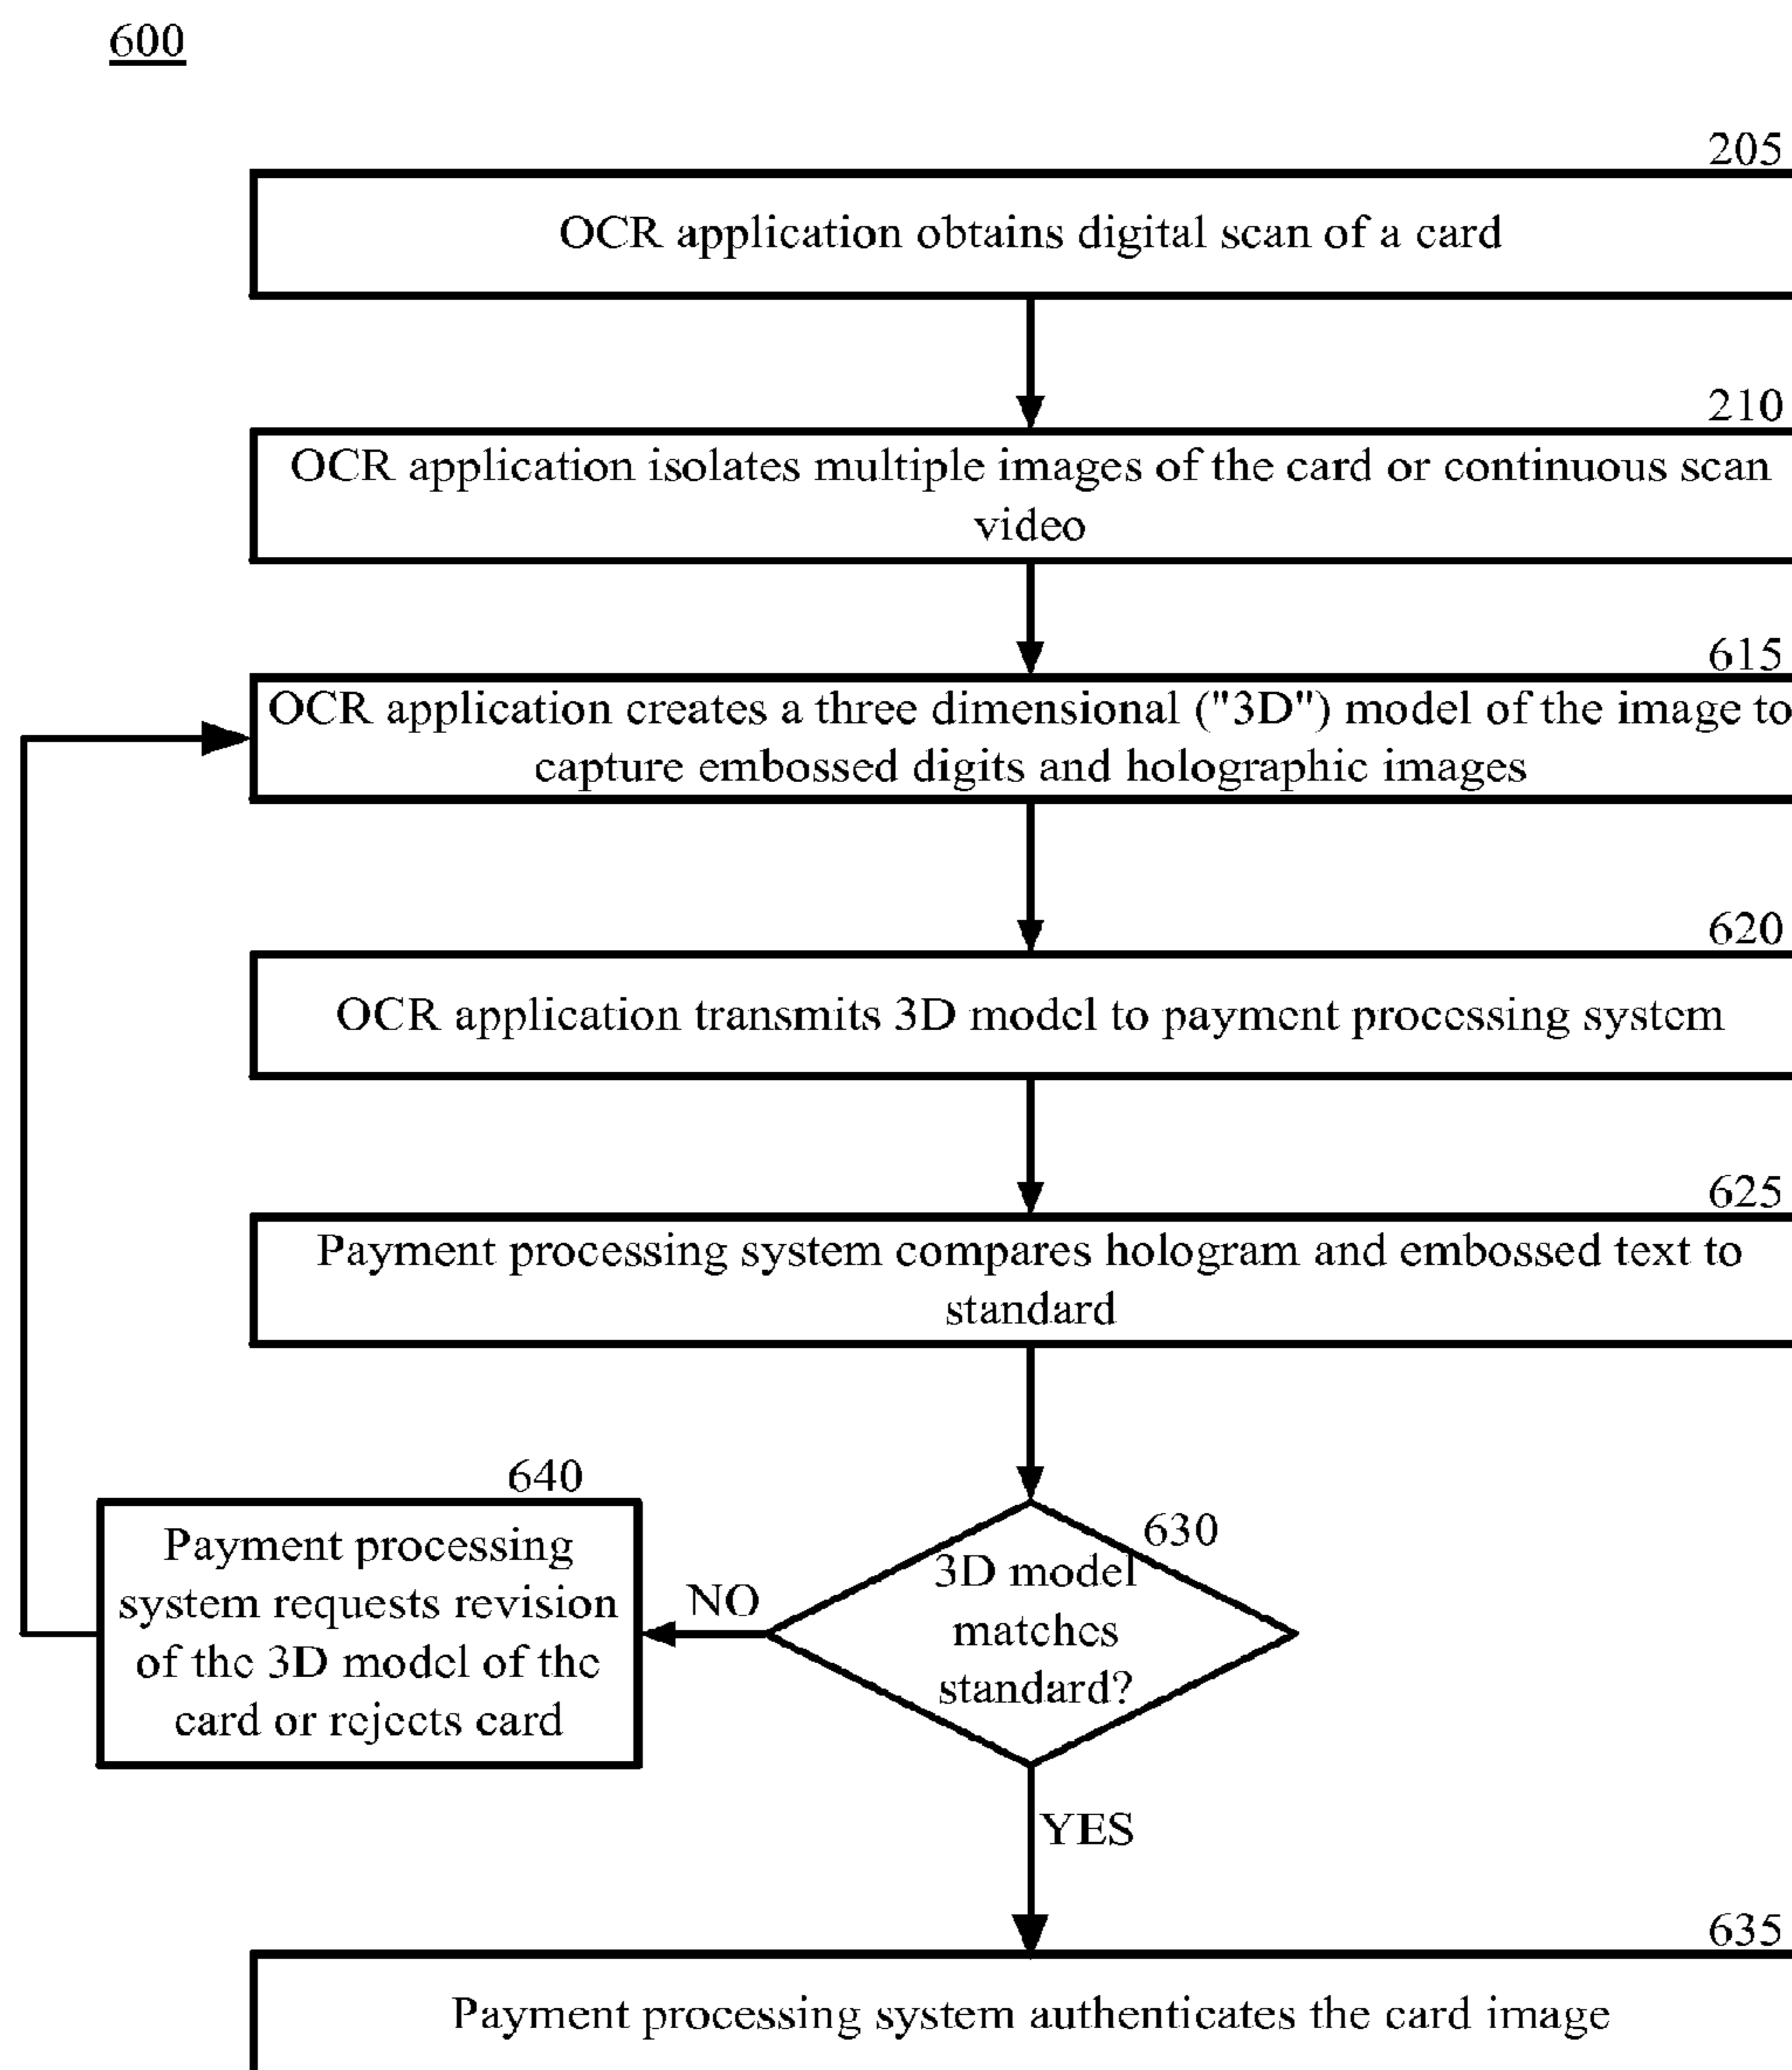 600
205
OCR application obtains digital scan of a card
210
OCR application isolates multiple images of the card or continuous scan
video
615
OCR application creates a three dimensional ("3D") model of the image to
capture embossed digits and holographic images
620
OCR application transmits 3D model to payment processing system
625
Payment processing system compares hologram and embossed text to
standard
640
Payment processing
system requests revision
of the 3D model of the
card or rejects card
NO
630
3D model
matches
standard?
YES
635
Payment processing system authenticates the card image